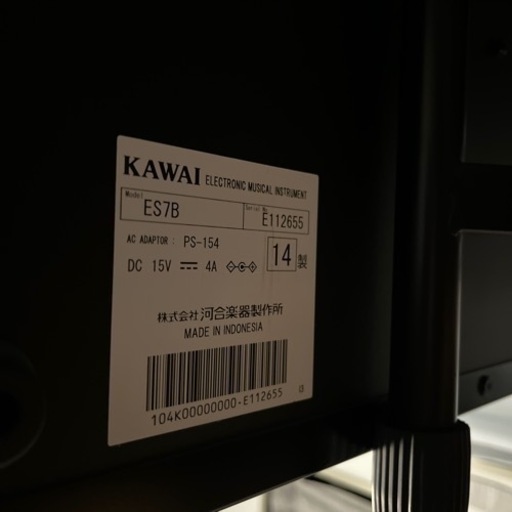 KAWAI ELECTRONIC MUSICAL INSTRUMENT
Model ES7B
Serial No. E112655
AC ADAPTOR : PS-154
DC 15V 4A
14 製
株式会社 河合楽器製作所
MADE IN INDONESIA
104K00000000-E112655